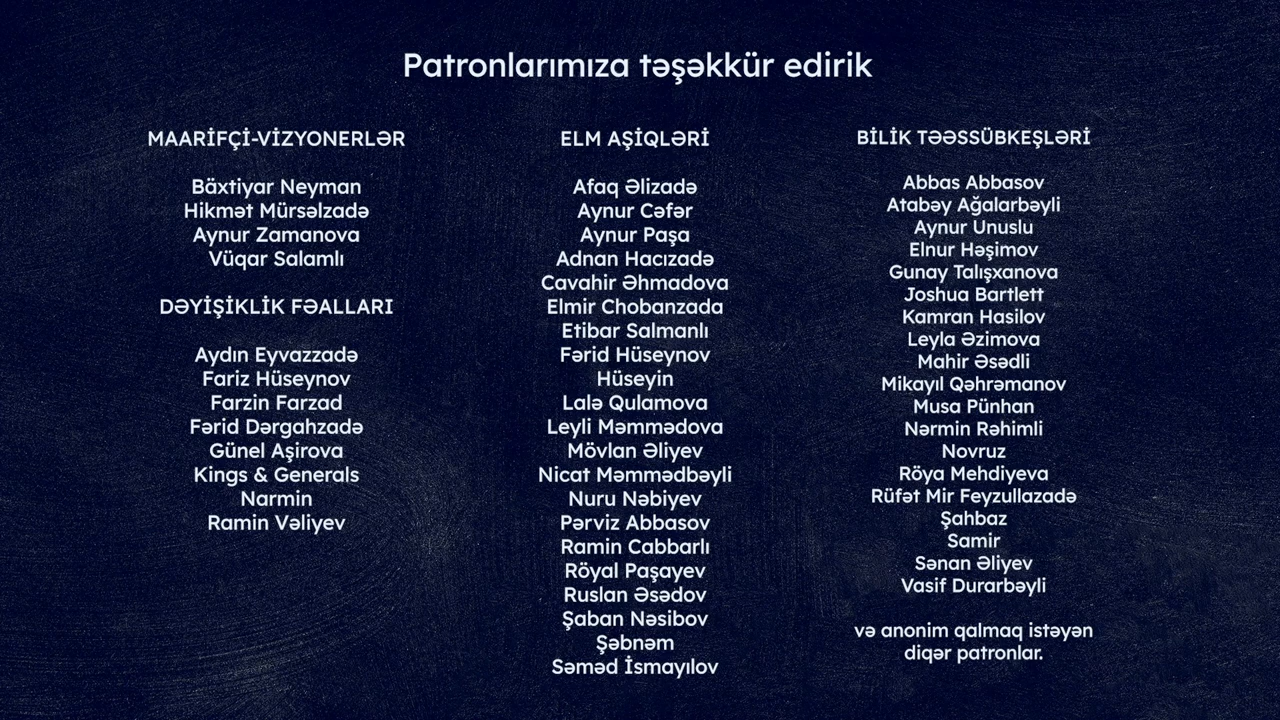 Patronlarımıza təşəkkür edirik
MAARİFÇİ-VİZYONERLƏR
Bäxtiyar Neyman
Hikmət Mürsəlzadə
Aynur Zamanova
Vüqar Salamlı
DƏYİŞİKLİK FƏALLARI
Aydın Eyvazzadə
Fariz Hüseynov
Farzin Farzad
Fərid Dərgahzadə
Günel Aşirova
Kings & Generals
Narmin
Ramin Vəliyev
ELM AŞİQLƏRİ
Afaq Əlizadə
Aynur Cəfər
Aynur Paşa
Adnan Hacızadə
Cavahir Əhmadova
Elmir Chobanzada
Etibar Salmanlı
Fərid Hüseynov
Hüseyin
Lalə Qulamova
Leyli Məmmədova
Mövlan Əliyev
Nicat Məmmədbəyli
Nuru Nəbiyev
Pərviz Abbasov
Ramin Cabbarlı
Röyal Paşayev
Ruslan Əsədov
Şaban Nəsibov
Şəbnəm
Səməd İsmayılov
BİLİK TƏƏSSÜBKEŞLƏRİ
Abbas Abbasov
Atabəy Ağalarbəyli
Aynur Unuslu
Elnur Həşimov
Gunay Talışxanova
Joshua Bartlett
Kamran Hasilov
Leyla Əzimova
Mahir Əsədli
Mikayıl Qəhrəmanov
Musa Pünhan
Nərmin Rəhimli
Novruz
Röya Mehdiyeva
Rüfət Mir Feyzullazadə
Şahbaz
Samir
Sənan Əliyev
Vasif Durarbəyli
və anonim qalmaq istəyən
diqər patronlar.